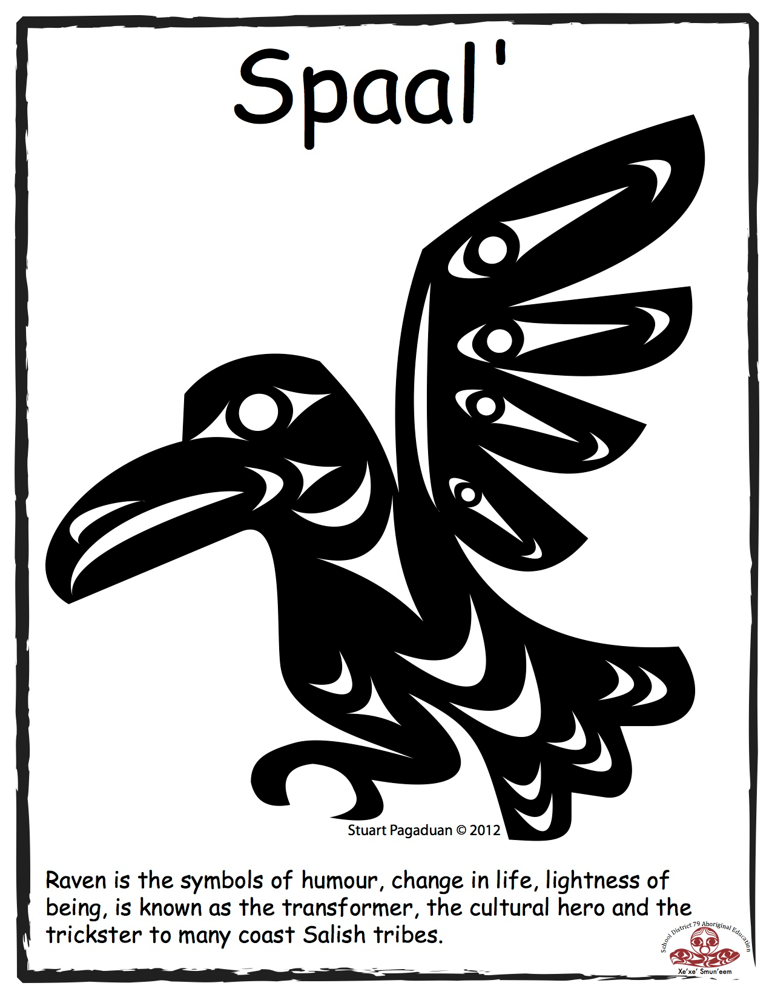 Spaal'
Stuart Pagaduan © 2012
Raven is the symbols of humour, change in life, lightness of
being, is known as the transformer, the cultural hero and the
trickster to many coast Salish tribes.
School District 79 Aboriginal Education
Xe'xe' Smun'eem